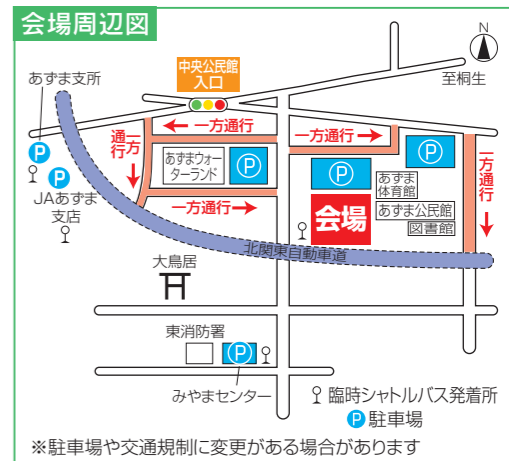 会場周辺図
N
中央公民館
入口
至桐生
あずま支所
一方通行
一方通行
一方
通行
一方通行
P
あずまウォー
ターランド
P
P
P
あずま
体育館
P
JAあずま
支店
一方通行
会場
あずま公民館
図書館
北関東自動車道
大鳥居
東消防署
P
みやまセンター
臨時シャトルバス発着所
P 駐車場
※駐車場や交通規制に変更がある場合があります